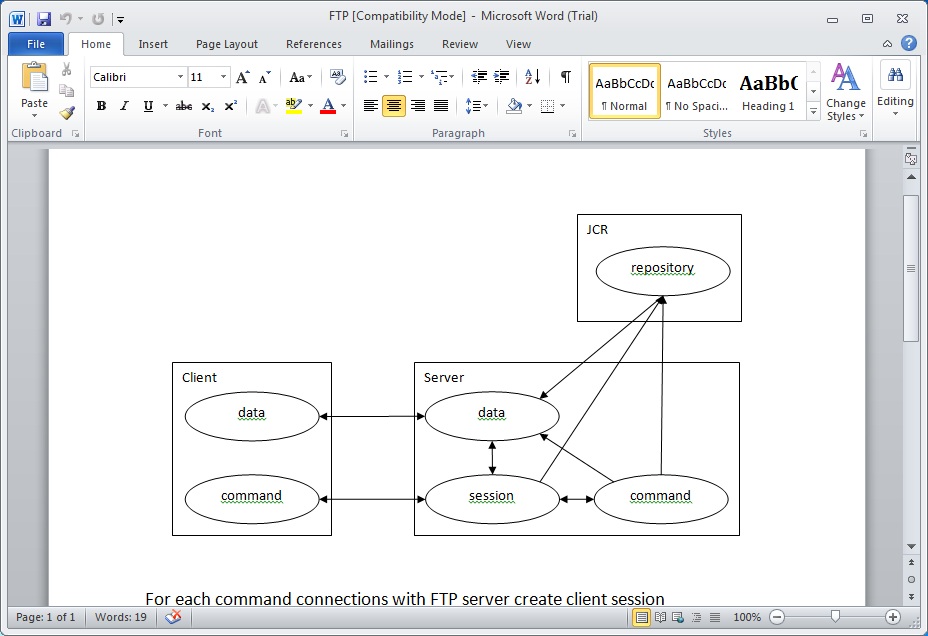 FTP [Compatibility Mode] - Microsoft Word (Trial)
File Home Insert Page Layout References Mailings Review View
Paste
Clipboard
Calibri 11
Font
Paragraph
AaBbCcDc AaBbCcDc AaBbC
¶ Normal ¶ No Spaci... Heading 1
Change
Styles
Styles
Editing
JCR
repository
Client
data
command
Server
data
session
command
For each command connections with FTP server create client session
Page: 1 of 1 Words: 19 100%